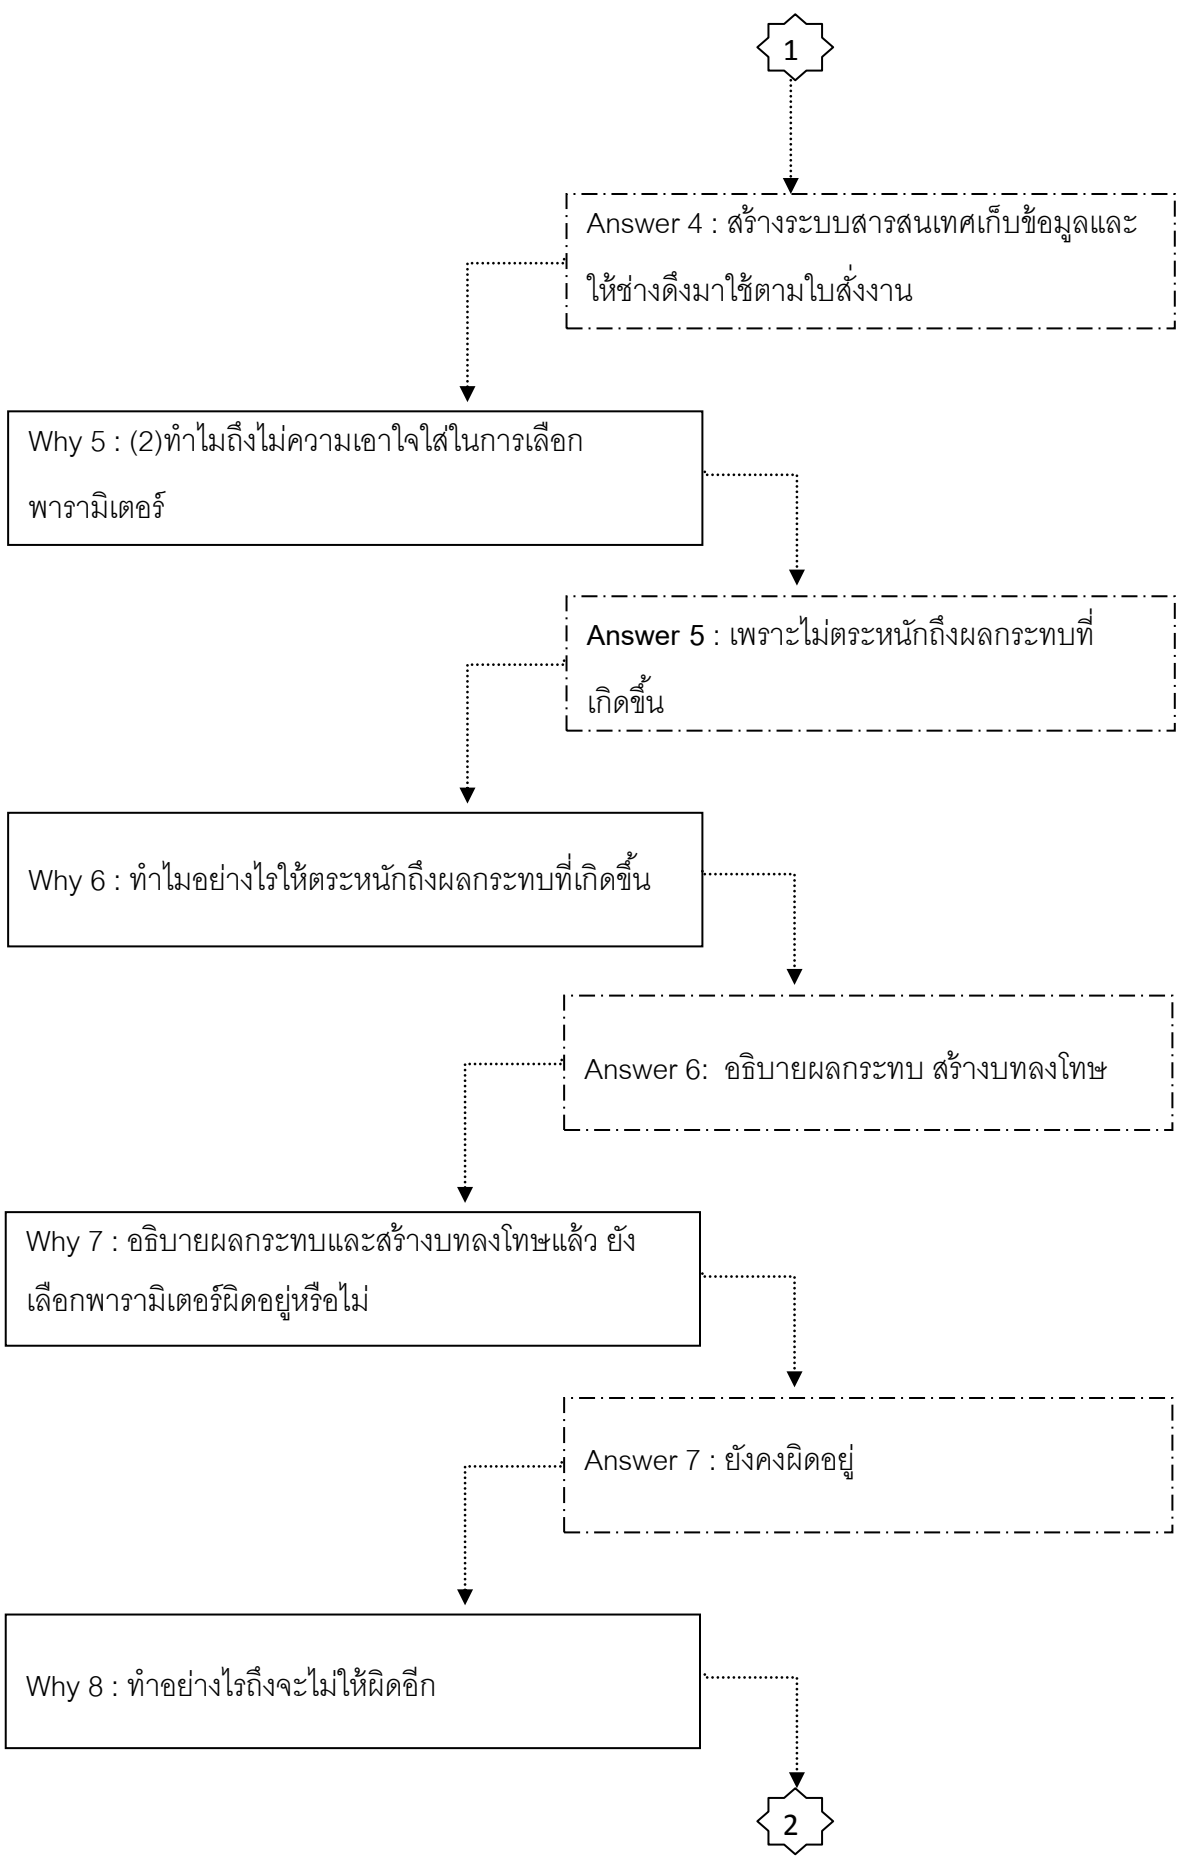 1
Answer 4 : สร้างระบบสารสนเทศเก็บข้อมูลและ
ให้ช่างดึงมาใช้ตามใบสั่งงาน
Why 5 : (2)ทำไมถึงไม่ความเอาใจใส่ในการเลือก
พารามิเตอร์
Answer 5 : เพราะไม่ตระหนักถึงผลกระทบที่
เกิดขึ้น
Why 6 : ทำไมอย่างไรให้ตระหนักถึงผลกระทบที่เกิดขึ้น
Answer 6: อธิบายผลกระทบ สร้างบทลงโทษ
Why 7 : อธิบายผลกระทบและสร้างบทลงโทษแล้ว ยัง
เลือกพารามิเตอร์ผิดอยู่หรือไม่
Answer 7 : ยังคงผิดอยู่
Why 8 : ทำอย่างไรถึงจะไม่ให้ผิดอีก
2